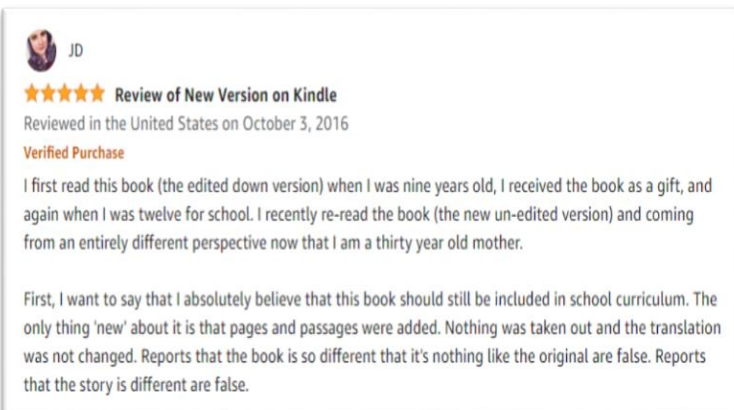 JD
Review of New Version on Kindle
Reviewed in the United States on October 3, 2016
Verified Purchase
I first read this book (the edited down version) when I was nine years old, I received the book as a gift, and
again when I was twelve for school. I recently re-read the book (the new un-edited version) and coming
from an entirely different perspective now that I am a thirty year old mother.
First, I want to say that I absolutely believe that this book should still be included in school curriculum. The
only thing 'new' about it is that pages and passages were added. Nothing was taken out and the translation
was not changed. Reports that the book is so different that it's nothing like the original are false. Reports
that the story is different are false.